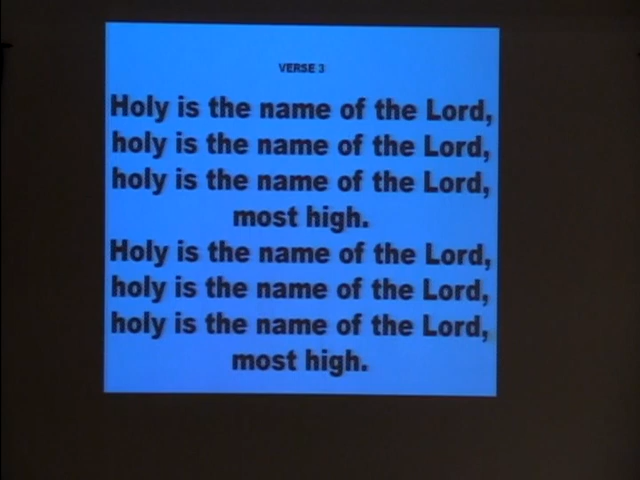 VERSE 3
Holy is the name of the Lord,
holy is the name of the Lord,
holy is the name of the Lord,
most high.
Holy is the name of the Lord,
holy is the name of the Lord,
holy is the name of the Lord,
most high.